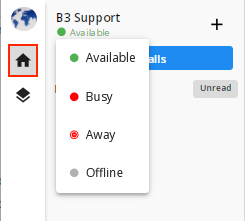 B3 Support
Available
Available
alls
Unread
Busy
Away
Offline